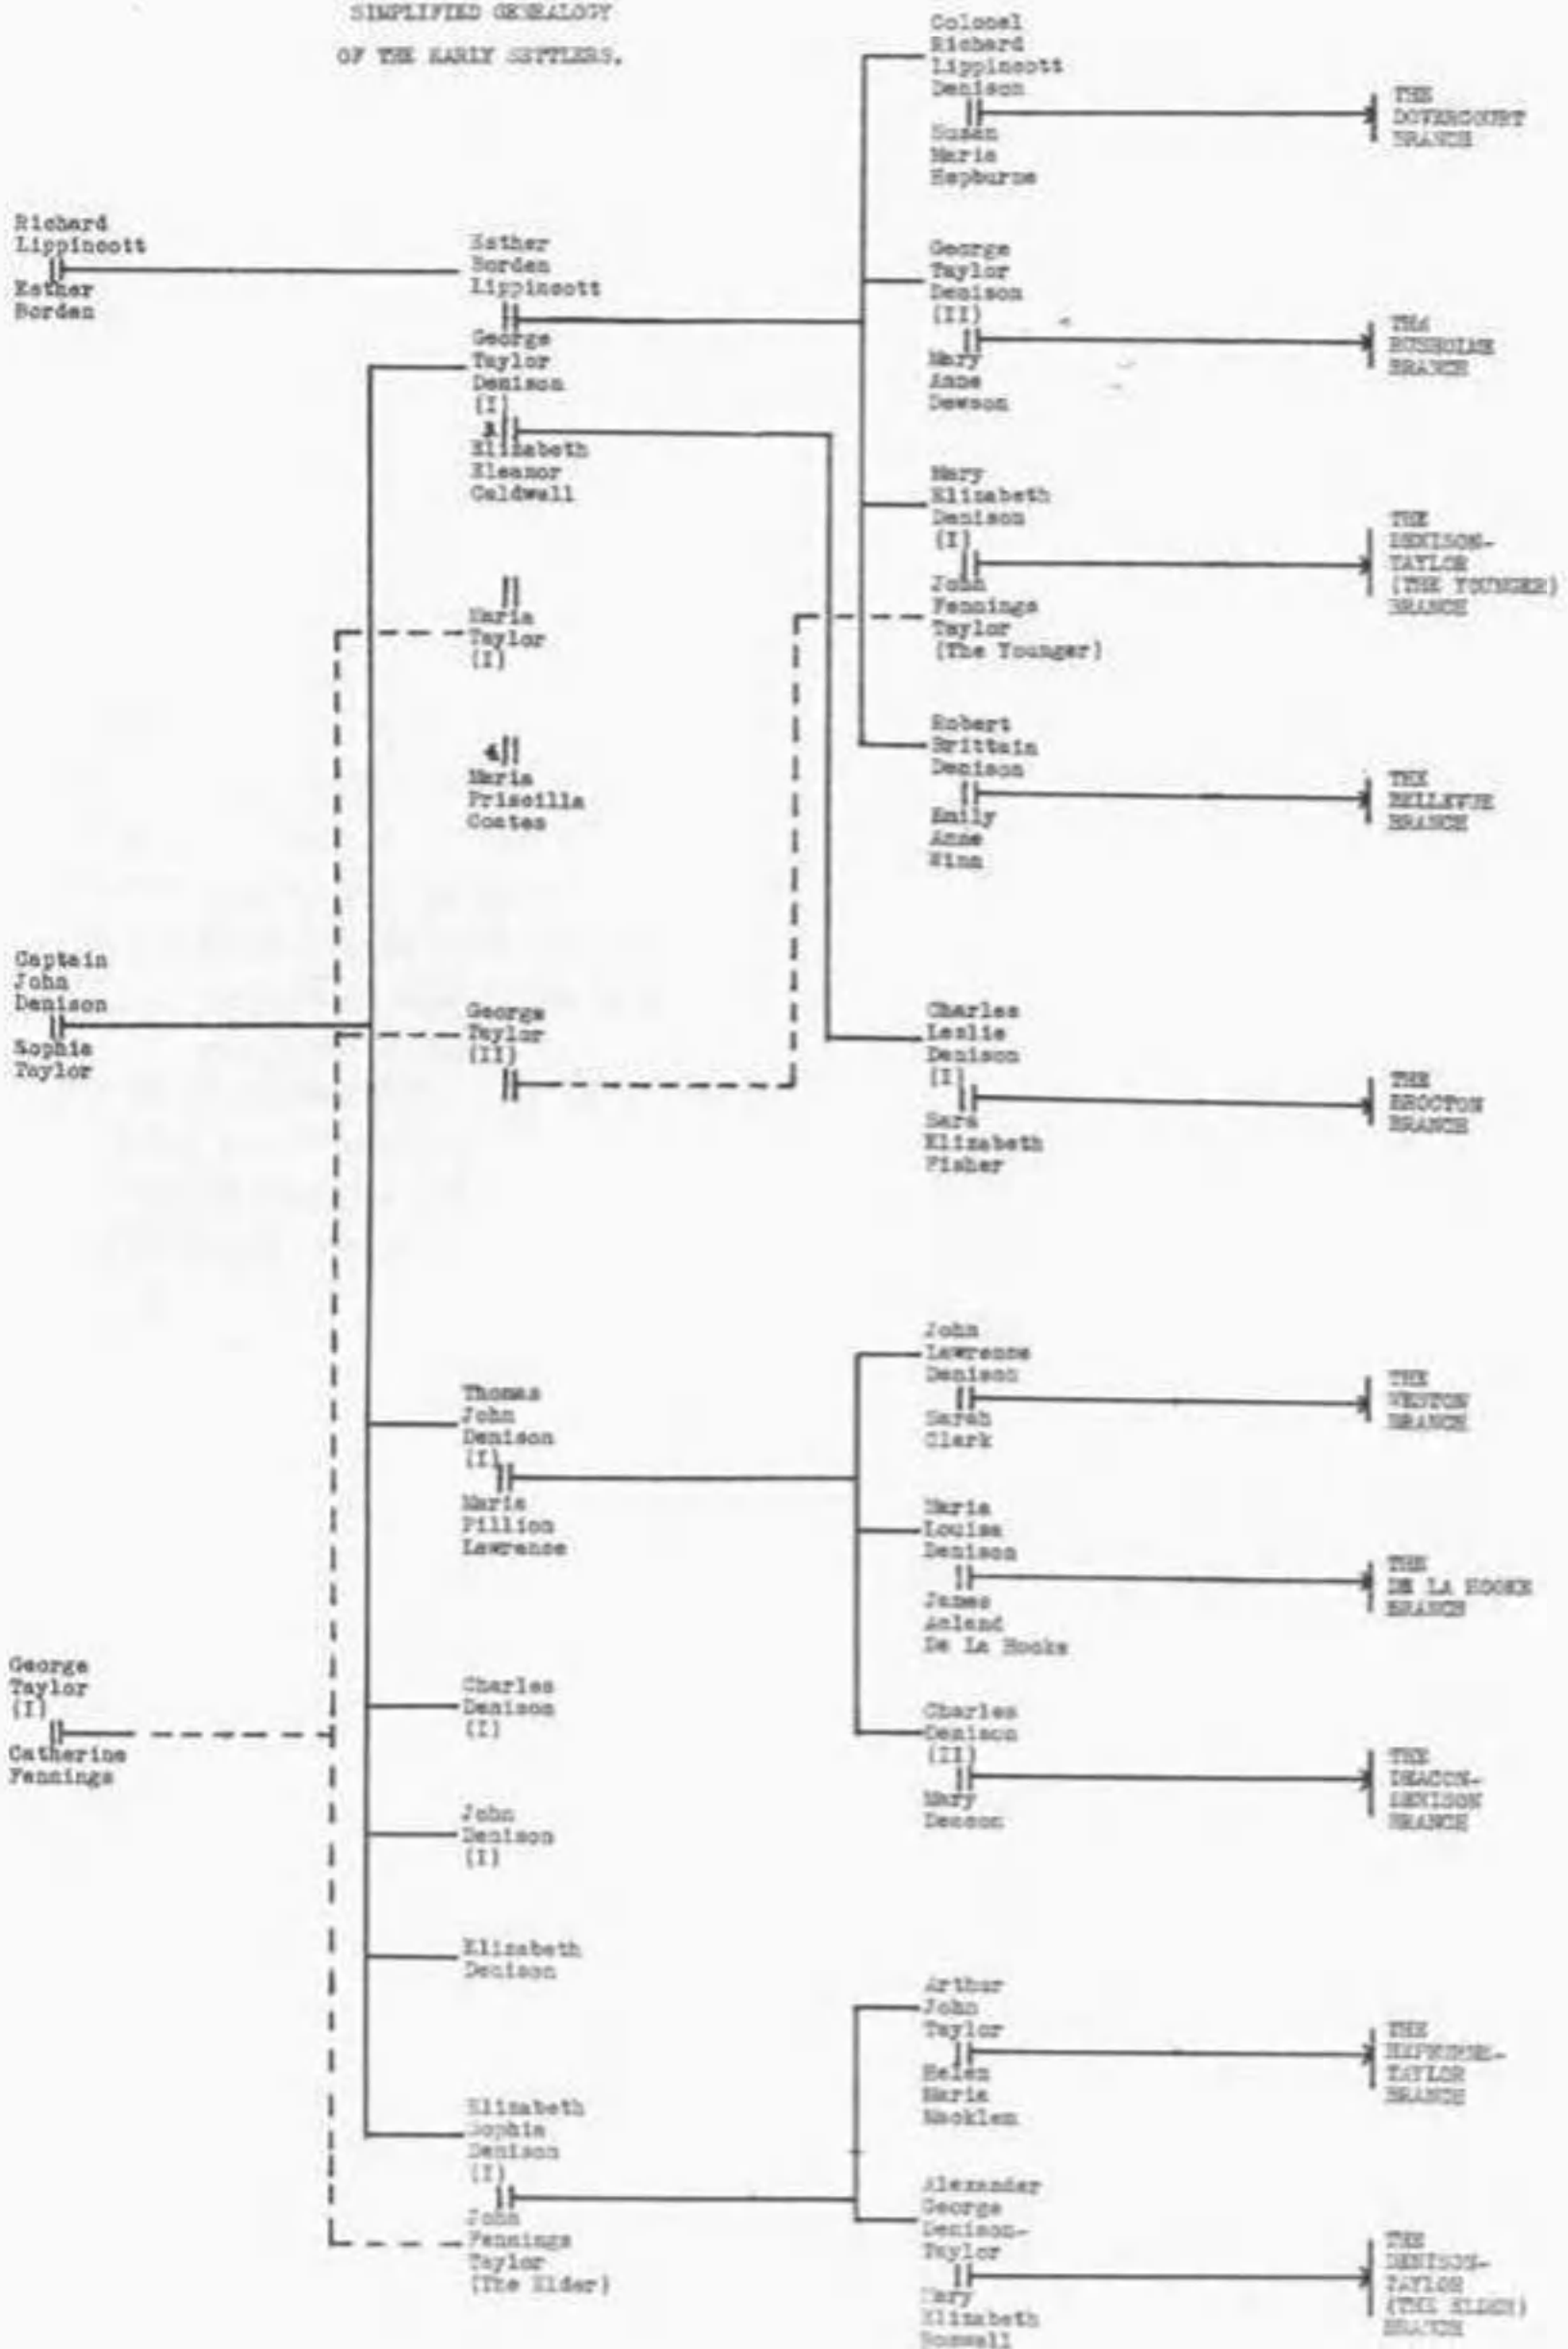 SIMPLIFIED GENEALOGY
OF THE EARLY SETTLERS.
Richard
Lippincott
Esther
Borden
Captain
John
Denison
Sophia
Taylor
George
Taylor
(I)
Catherine
Fennings
Esther
Borden
Lippincott
George
Taylor
Denison
(I)
Elizabeth
Eleanor
Caldwell
Maria
Taylor
(I)
Maria
Priscilla
Coates
George
Taylor
(II)
Thomas
John
Denison
(I)
Maria
Fillion
Lawrence
Charles
Denison
(I)
John
Denison
(I)
Elizabeth
Denison
Elizabeth
Sophia
Denison
(I)
John
Fennings
Taylor
(The Elder)
Colonel
Richard
Lippincott
Denison
Susan
Maria
Hepburne
George
Taylor
Denison
(II)
Mary
Anne
Dewson
Mary
Elizabeth
Denison
(I)
John
Fennings
Taylor
(The Younger)
Robert
Brittain
Denison
Emily
Anne
Charles
Leslie
Denison
(I)
Sara
Elizabeth
Fisher
John
Lawrence
Denison
Sarah
Clark
Maria
Louisa
Denison
James
Acland
De La Hooke
Charles
Denison
(II)
Mary
Arthur
John
Taylor
Helen
Maria
Macklem
Alexander
George
Denison-
Taylor
Mary
Elizabeth
Boswell
THE
DOVERCOURT
BRANCH
THE
RUSHOLME
BRANCH
THE
DENISON-
TAYLOR
(THE YOUNGER)
BRANCH
THE
BELLEVUE
BRANCH
THE
BROCTON
BRANCH
THE
WESTON
BRANCH
THE
DE LA HOOKE
BRANCH
THE
DEACON-
DENISON
BRANCH
THE
HEPBURNE-
TAYLOR
BRANCH
THE
DENISON-
TAYLOR
(THE ELDER)
BRANCH